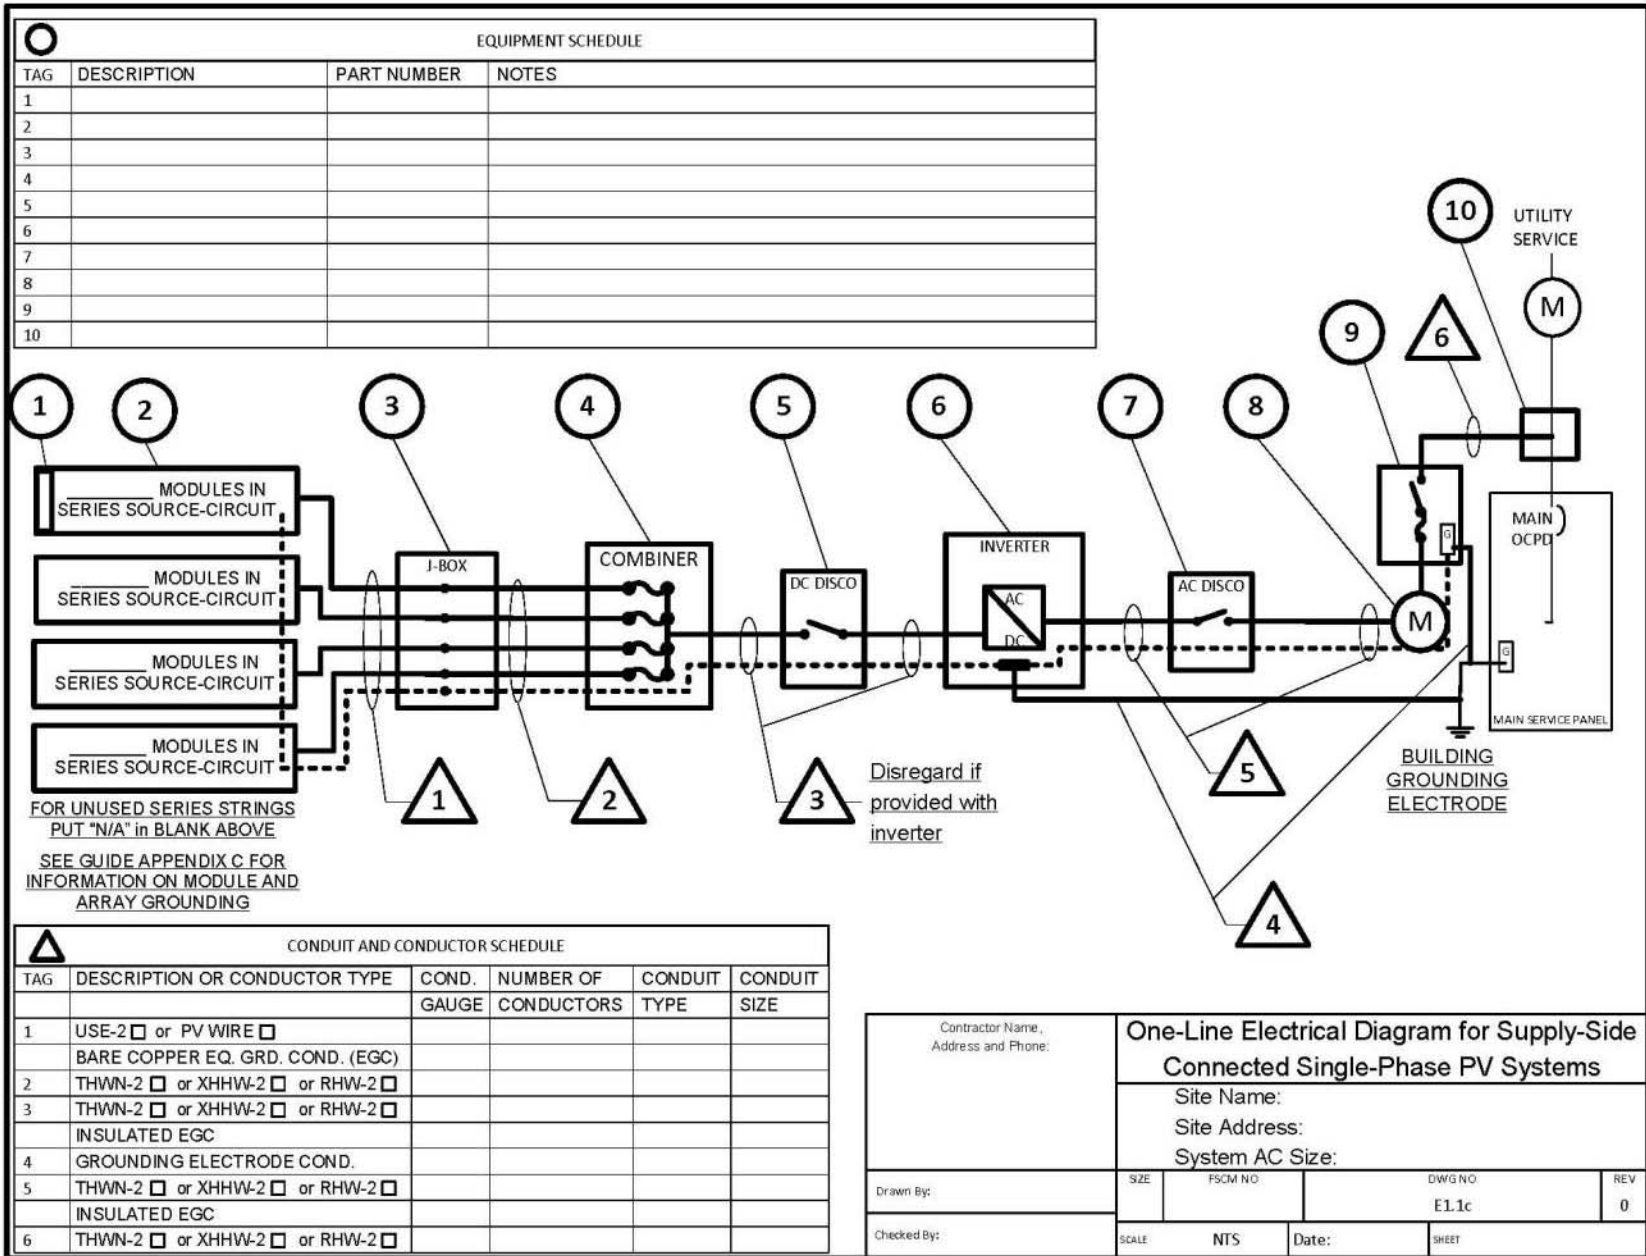 EQUIPMENT SCHEDULE
TAG DESCRIPTION PART NUMBER NOTES
1
2
3
4
5
6
7
8
9
10
10
UTILITY
SERVICE
M
9
6
1
2
3
4
5
6
7
8
_______ MODULES IN
SERIES SOURCE-CIRCUIT
_______ MODULES IN
SERIES SOURCE-CIRCUIT
_______ MODULES IN
SERIES SOURCE-CIRCUIT
_______ MODULES IN
SERIES SOURCE-CIRCUIT
J-BOX
COMBINER
DC DISCO
INVERTER
AC
DC
AC DISCO
M
G
MAIN
OCPD
G
MAIN SERVICE PANEL
BUILDING
GROUNDING
ELECTRODE
1
2
3
Disregard if
provided with
inverter
5
4
FOR UNUSED SERIES STRINGS
PUT "N/A" in BLANK ABOVE
SEE GUIDE APPENDIX C FOR
INFORMATION ON MODULE AND
ARRAY GROUNDING
CONDUIT AND CONDUCTOR SCHEDULE
TAG DESCRIPTION OR CONDUCTOR TYPE COND. NUMBER OF CONDUIT CONDUIT
GAUGE CONDUCTORS TYPE SIZE
1 USE-2 □ or PV WIRE □
BARE COPPER EQ. GRD. COND. (EGC)
2 THWN-2 □ or XHHW-2 □ or RHW-2 □
3 THWN-2 □ or XHHW-2 □ or RHW-2 □
INSULATED EGC
4 GROUNDING ELECTRODE COND.
5 THWN-2 □ or XHHW-2 □ or RHW-2 □
INSULATED EGC
6 THWN-2 □ or XHHW-2 □ or RHW-2 □
Contractor Name,
Address and Phone:
Drawn By:
Checked By:
One-Line Electrical Diagram for Supply-Side
Connected Single-Phase PV Systems
Site Name:
Site Address:
System AC Size:
SIZE FSCM NO DWG NO REV
E1.1c 0
SCALE NTS Date: SHEET